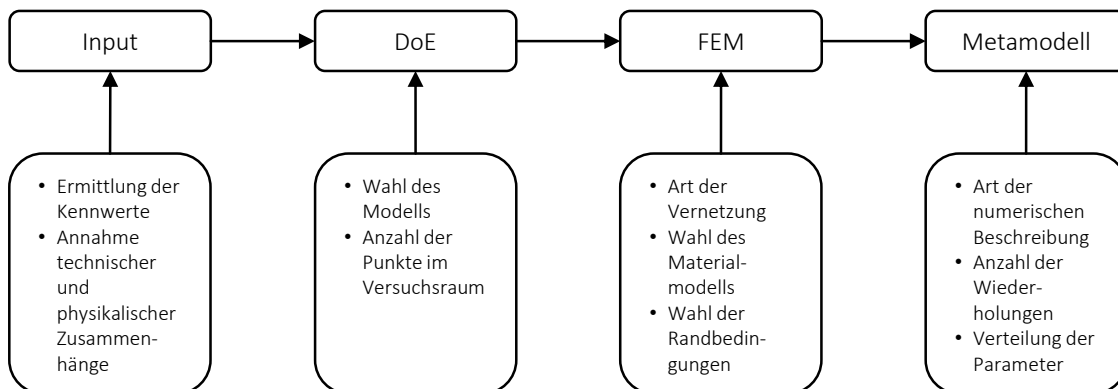 Input
DoE
FEM
Metamodell
• Ermittlung der
Kennwerte
• Annahme
technischer
und
physikalischer
Zusammen-
hänge
• Wahl des
Modells
• Anzahl der
Punkte im
Versuchsraum
• Art der
Vernetzung
• Wahl des
Material-
modells
• Wahl der
Randbedin-
gungen
• Art der
numerischen
Beschreibung
• Anzahl der
Wieder-
holungen
• Verteilung der
Parameter